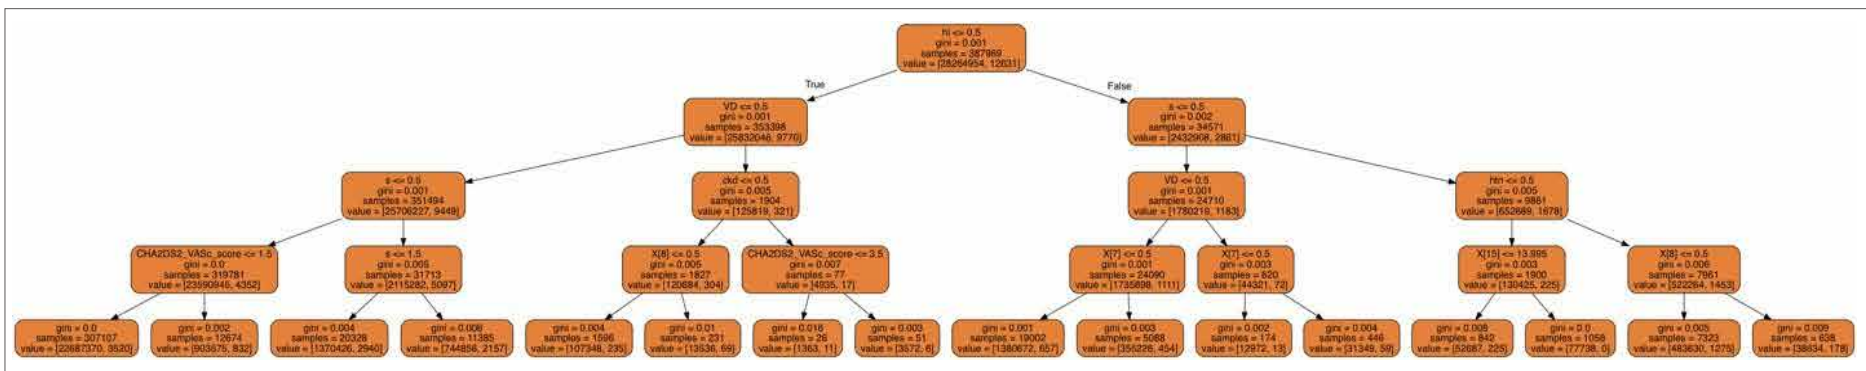 hi <= 0.5
gini = 0.001
samples = 387969
value = [28264954, 12631]
True
False
VD <= 0.5
gini = 0.001
samples = 353398
value = [25832046, 9770]
s <= 0.5
gini = 0.002
samples = 34571
value = [2432908, 2861]
s <= 0.5
gini = 0.001
samples = 351494
value = [25706227, 9449]
ckd <= 0.5
gini = 0.005
samples = 1904
value = [125819, 321]
VD <= 0.5
gini = 0.001
samples = 24710
value = [1780219, 1183]
htn <= 0.5
gini = 0.005
samples = 9861
value = [652689, 1678]
CHA2DS2_VASc_score <= 1.5
gini = 0.0
samples = 319781
value = [23590945, 4352]
s <= 1.5
gini = 0.005
samples = 31713
value = [2115282, 5097]
X[8] <= 0.5
gini = 0.005
samples = 1827
value = [120884, 304]
CHA2DS2_VASc_score <= 3.5
gini = 0.007
samples = 77
value = [4935, 17]
X[7] <= 0.5
gini = 0.001
samples = 24090
value = [1735898, 1111]
X[7] <= 0.5
gini = 0.003
samples = 620
value = [44321, 72]
X[15] <= 13.995
gini = 0.003
samples = 1900
value = [130425, 225]
X[8] <= 0.5
gini = 0.006
samples = 7961
value = [522264, 1453]
gini = 0.0
samples = 307107
value = [22687370, 3520]
gini = 0.002
samples = 12674
value = [903575, 832]
gini = 0.004
samples = 20328
value = [1370426, 2940]
gini = 0.006
samples = 11385
value = [744856, 2157]
gini = 0.004
samples = 1596
value = [107348, 235]
gini = 0.01
samples = 231
value = [13536, 69]
gini = 0.016
samples = 26
value = [1363, 11]
gini = 0.003
samples = 51
value = [3572, 6]
gini = 0.001
samples = 19002
value = [1380672, 657]
gini = 0.003
samples = 5088
value = [355226, 454]
gini = 0.002
samples = 174
value = [12972, 13]
gini = 0.004
samples = 446
value = [31349, 59]
gini = 0.008
samples = 842
value = [52687, 225]
gini = 0.0
samples = 1058
value = [77738, 0]
gini = 0.005
samples = 7323
value = [483630, 1275]
gini = 0.009
samples = 638
value = [38634, 178]